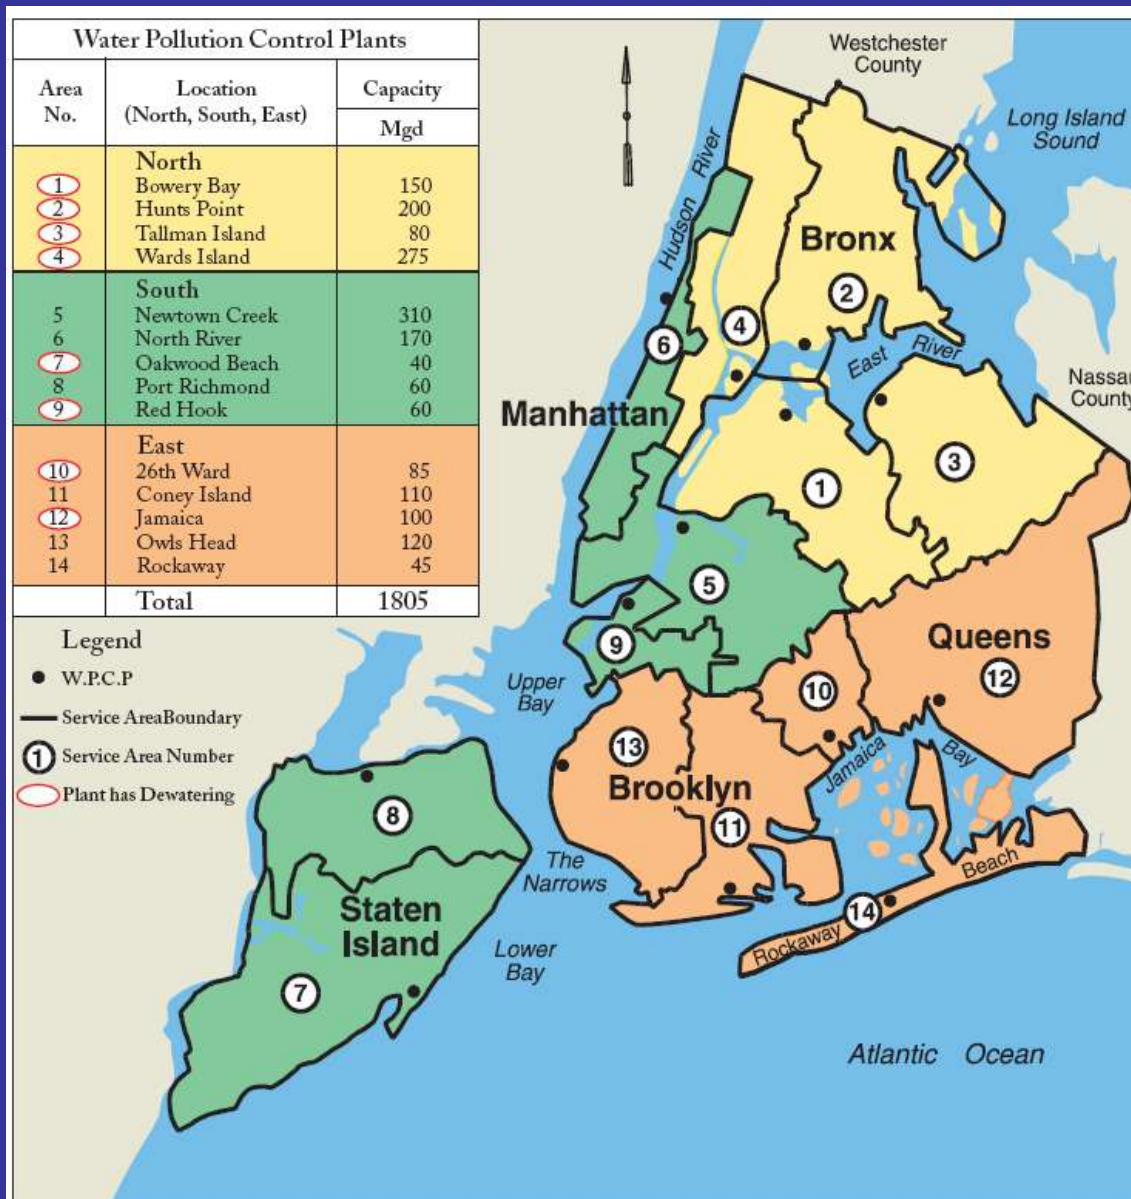 Water Pollution Control Plants
Area No. Location (North, South, East) Capacity
Mgd
North
1 Bowery Bay 150
2 Hunts Point 200
3 Tallman Island 80
4 Wards Island 275
South
5 Newtown Creek 310
6 North River 170
7 Oakwood Beach 40
8 Port Richmond 60
9 Red Hook 60
East
10 26th Ward 85
11 Coney Island 110
12 Jamaica 100
13 Owls Head 120
14 Rockaway 45
Total 1805
Legend
W.P.C.P
Service AreaBoundary
1 Service Area Number
Plant has Dewatering
Westchester
County
Long Island
Sound
Hudson River
Bronx
2
4
6
East River
Nassau
County
Manhattan
3
1
5
9
Queens
12
10
Upper
Bay
13
Brooklyn
11
Jamaica Bay
8
The
Narrows
Staten
Island
Beach
14
Rockaway
Lower
Bay
7
Atlantic Ocean